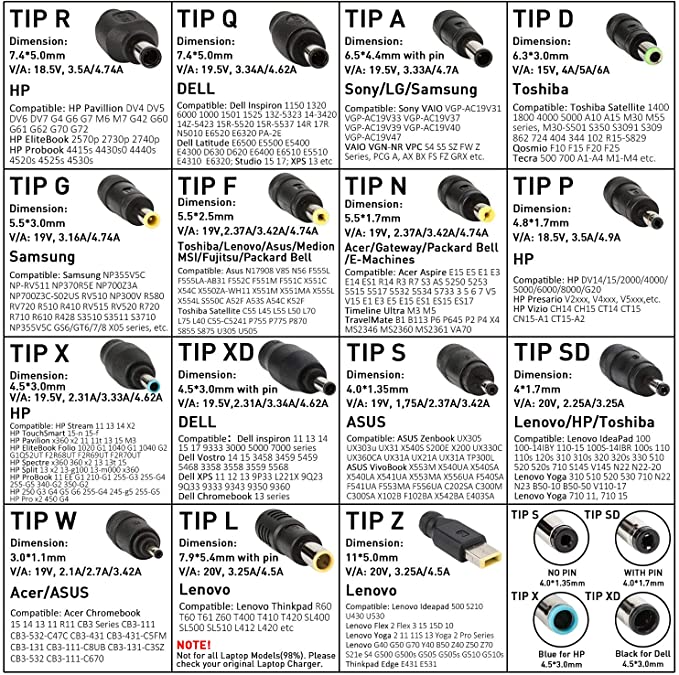 TIP R
Dimension:
7.4*5.0mm
V/A: 18.5V, 3.5A/4.74A
HP
Compatible: HP Pavillion DV4 DV5
DV6 DV7 G4 G6 G7 M6 M7 G42 G60
G61 G62 G70 G72
HP EliteBook 2570p 2730p 2740p
HP Probook 4415s 4430s0 4440s
4520s 4525s 4530s
TIP Q
Dimension:
7.4*5.0mm
V/A: 19.5V, 3.34A/4.62A
DELL
Compatible: Dell Inspiron 1150 1320
6000 1000 1501 1525 13Z-5323 14-3420
14Z-5423 15R-5520 15R-5537 14R 17R
N5010 E6520 E6320 PA-2E
Dell Latitude E6500 E5500 E5400
E4300 D630 D620 E6400 E6510 E5510
E4310 E6320; Studio 15 17; XPS 13 etc
TIP A
Dimension:
6.5*4.4mm with pin
V/A: 19.5V, 3.33A/4.7A
Sony/LG/Samsung
Compatible: Sony VAIO VGP-AC19V31
VGP-AC19V33 VGP-AC19V37
VGP-AC19V39 VGP-AC19V40
VGP-AC19V47
VAIO VGN-NR VPC S4 S5 SZ FW Z
Series, PCG A, AX BX FS FZ GRX etc.
TIP D
Dimension:
6.3*3.0mm
V/A: 15V, 4A/5A/6A
Toshiba
Compatible: Toshiba Satellite 1400
1800 4000 5000 A10 A15 M30 M55
series, M30-S501 S350 S3091 S309
862 724 404 344 102 R15-S829
Qosmio F10 F15 F20 F25
Tecra 500 700 A1-A4 M1-M4 etc.
TIP G
Dimension:
5.5*3.0mm
V/A: 19V, 3.16A/4.74A
Samsung
Compatible: Samsung NP355V5C
NP-RV511 NP370R5E NP700Z3A
NP700Z3C-S02US RV510 NP300V R580
RV720 R510 R410 RV515 RV520 R720
R710 R610 R428 S3510 S3511 S3710
NP355V5C GS6/GT6/7/8 X05 series, etc.
TIP F
Dimension:
5.5*2.5mm
V/A: 19V,2.37A/3.42A/4.74A
Toshiba/Lenovo/Asus/Medion
MSI/Fujitsu/Packard Bell
Compatible: Asus N17908 V85 N56 F555L
F555LA-AB31 F552C F551M F551C X551C
X54C X5502A-WH11 X551M X551MA X555L
X554L S550C A52F A53S A54C K52F
Toshiba Satellite C55 L45 L55 L50 L70
L75 L40 C55-C5241 P755 P775 P870
S855 S875 U305 U505
TIP N
Dimension:
5.5*1.7mm
V/A: 19V, 2.37A/3.42A/4.74A
Acer/Gateway/Packard Bell
/E-Machines
Compatible: Acer Aspire E15 E5 E1 E3
E14 ES1 R14 R3 R7 S3 A5 5250 5253
5515 5517 5532 5534 5733 3 5 6 7 V5
V15 E1 E3 E5 E15 ES1 ES15 ES17
Timeline Ultra M3 M5
TravelMate B1 B113 P6 P645 P2 P4 X4
MS2346 MS2360 MS2361 VA70
TIP P
Dimension:
4.8*1.7mm
V/A: 18.5V, 3.5A/4.9A
HP
Compatible: HP DV14/15/2000/4000/
5000/6000/8000/G20
HP Presario V2xxx, V4xxx, V5xxx,etc.
HP Vizio CH14 CH15 CT14 CT15
CN15-A1 CT15-A2
TIP X
Dimension:
4.5*3.0mm
V/A: 19.5V,2.31A/3.33A/4.62A
HP
Compatible: HP Stream 11 13 14 X2
HP TouchSmart 15-n 15-f
HP Pavilion x360 x2 11 11t 13 15 M3
HP EliteBook Folio 1020 G1 1040 G1 1040 G2
G1Q52UT F2R68UT F2R69UT F2R70UT
HP Spectre x360 x2 13 13t 15
HP Split 13 x2 13-g100 13-m000 x360
HP ProBook 11 EE G1 210-G1 255-G3 255-G4
255-G5 340-G2 350-G2
HP 250 G3 G4 G5 G6 255-G4 245-g5 255-G5
HP Pro x2 450 G4
TIP XD
Dimension:
4.5*3.0mm with pin
V/A: 19.5V, 2.31A/3.34A/4.62A
DELL
Compatible: Dell inspiron 11 13 14
15 17 9333 3000 5000 7000 series
Dell Vostro 14 15 3458 3459 5459
5468 3358 3558 5559 5568
Dell XPS 11 12 13 9P33 L221X 9Q23
9Q33 9333 9343 9350 9360
Dell Chromebook 13 series
TIP S
Dimension:
4.0*1.35mm
V/A: 19V, 1,75A/2.37A/3.42A
ASUS
Compatible: ASUS Zenbook UX305
UX303u UX31 X540S S200E X200 UX330C
UX360CA UX31A UX21A UX31A TP300L
ASUS VivoBook X553M X540UA X540SA
X540LA X541UA X553MA X556UA F540SA
F541UA F553MA F556UA C202SA C300M
C300SA X102B F102BA X542BA E403SA
TIP SD
Dimension:
4*1.7mm
V/A: 20V, 2.25A/3.25A
Lenovo/HP/Toshiba
Compatible: Lenovo IdeaPad 100
100-14IBY 110-15 100S-14IBR 100s 110
110s 120s 300 310s 320 320s 330 510
520 520s 710 S145 V145 N22 N22-20
Lenovo Yoga 310 510 520 530 710 N22
N23 B50-10 B50-50 V110-17
Lenovo Yoga 710 11, 710 15
TIP W
Dimension:
3.0*1.1mm
V/A: 19V, 2.1A/2.7A/3.42A
Acer/ASUS
Compatible: Acer Chromebook
15 14 13 11 R11 CB3 Series CB3-111
CB3-532-C47C CB3-431 CB3-431-C5FM
CB3-131 CB3-111-C8UB CB3-131-C3SZ
CB3-532 CB3-111-C670
TIP L
Dimension:
7.9*5.4mm with pin
V/A: 20V, 3.25A/4.5A
Lenovo
Compatible: Lenovo Thinkpad R60
T60 T61 Z60 T400 T410 T420 SL400
SL500 SL510 L412 L420 etc
NOTE!
Not for all Laptop Models(98%). Please
check your original Laptop Charger.
TIP Z
Dimension:
11*5.0mm
V/A: 20V, 3.25A/4.5A
Lenovo
Compatible: Lenovo Ideapad 500 S210
U430 U530
Lenovo Flex 2 Flex 3 15 15D 10
Lenovo Yoga 2 11 11S 13 Yoga 2 Pro Series
Lenovo G40 G50 G70 Y40 B50 Z40 Z50 Z70
S21e S4 G500 G500s G505 G505s G510 G510s
Thinkpad Edge E431 E531
TIP S
TIP SD
NO PIN
4.0*1.35mm
WITH PIN
4.0*1.7mm
TIP X
TIP XD
Blue for HP
4.5*3.0mm
Black for Dell
4.5*3.0mm